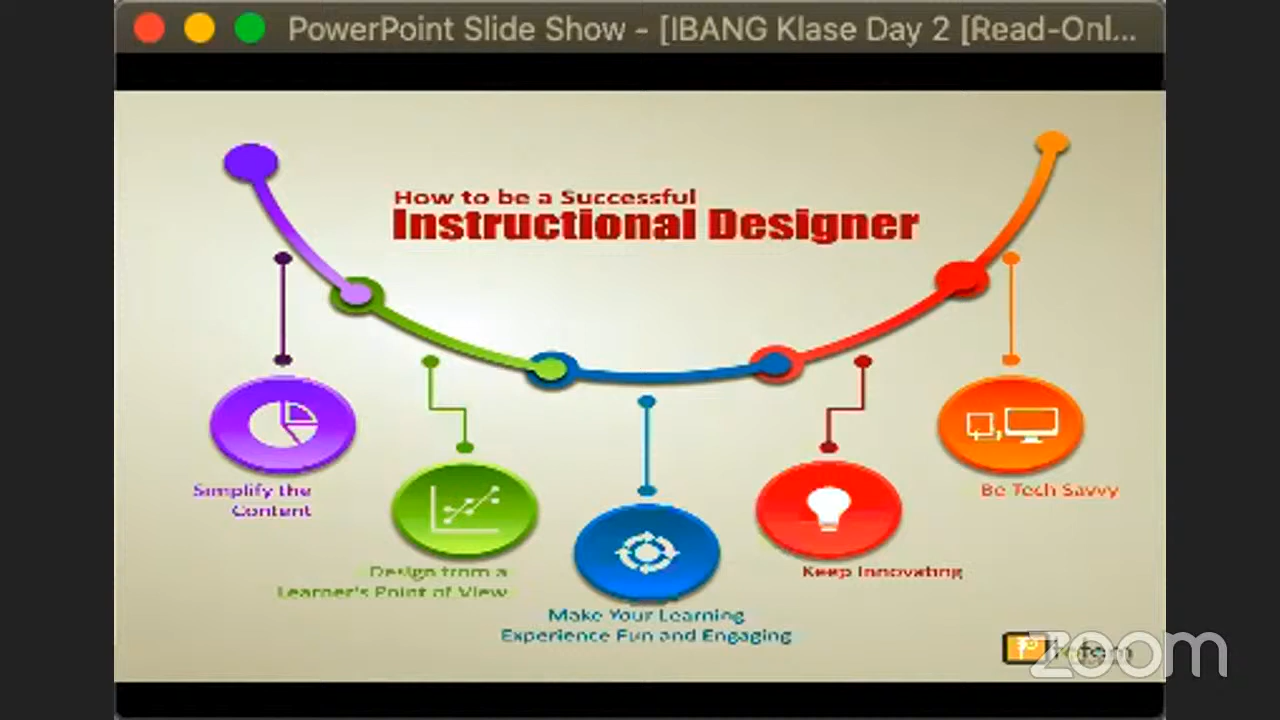 PowerPoint Slide Show - [IBANG Klase Day 2 [Read-Onl...
How to be a Successful
Instructional Designer
Simplify the
Content
Design from a
Learner's Point of View
Make Your Learning
Experience Fun and Engaging
Keep Innovating
Be Tech Savvy
zoom